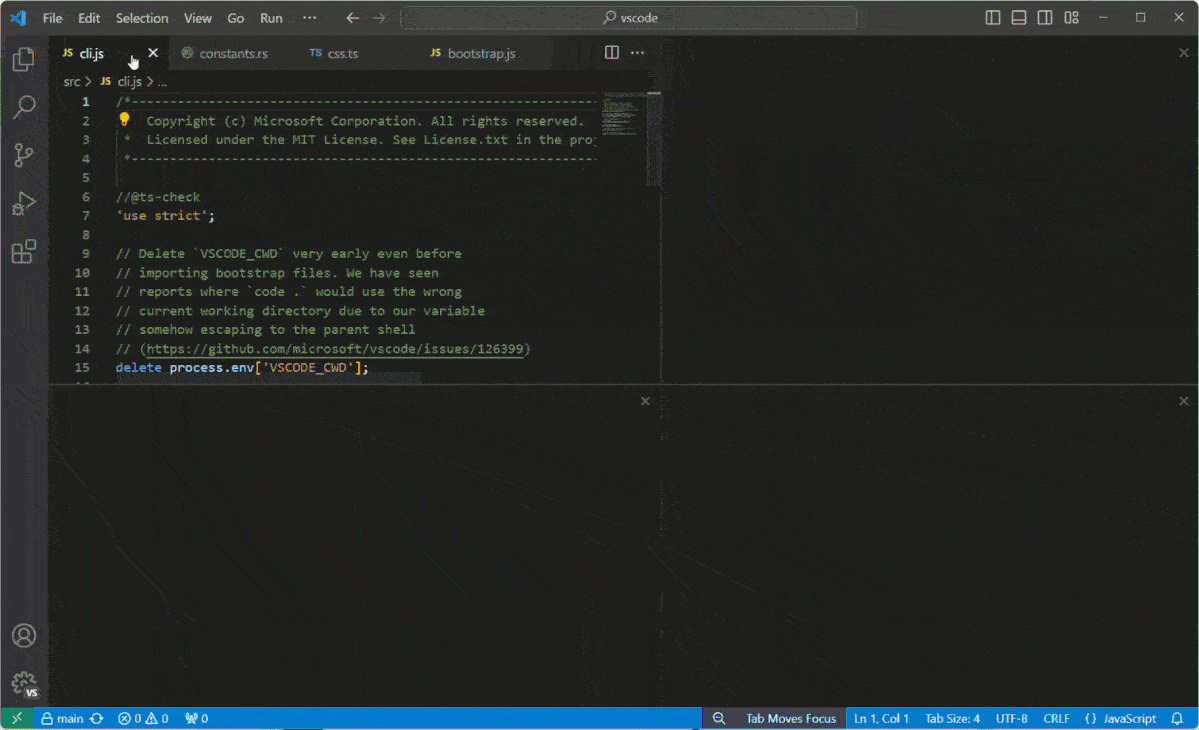 File Edit Selection View Go Run ··· vscode
JS cli.js constants.rs TS css.ts JS bootstrap.js
src > JS cli.js > ...
1 /*------------------------------------------------------------
2 Copyright (c) Microsoft Corporation. All rights reserved.
3 * Licensed under the MIT License. See License.txt in the pro
4 *------------------------------------------------------------
5
6 //@ts-check
7 'use strict';
8
9 // Delete `VSCODE_CWD` very early even before
10 // importing bootstrap files. We have seen
11 // reports where `code .` would use the wrong
12 // current working directory due to our variable
13 // somehow escaping to the parent shell
14 // (https://github.com/microsoft/vscode/issues/126399)
15 delete process.env['VSCODE_CWD'];
VS
main 0 0 0 Tab Moves Focus Ln 1, Col 1 Tab Size: 4 UTF-8 CRLF {} JavaScript